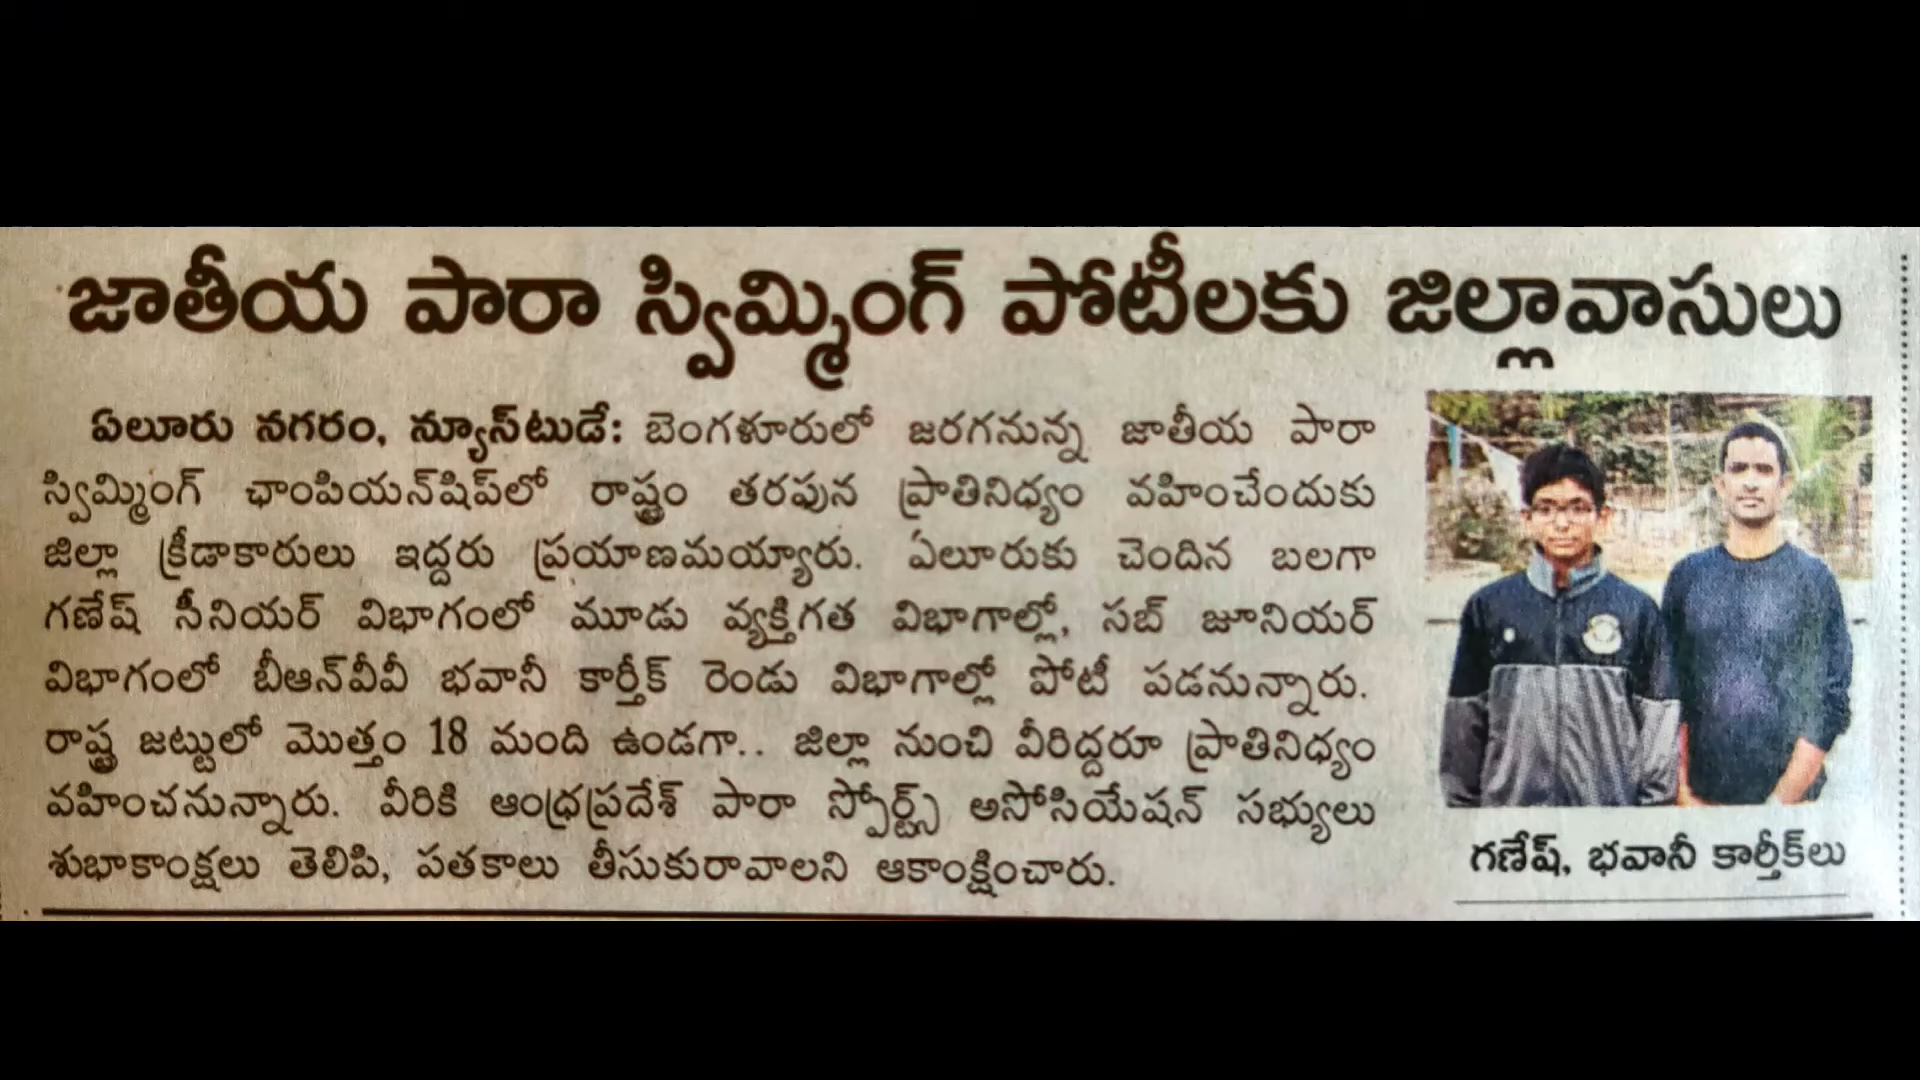 జాతీయ పారా స్విమ్మింగ్ పోటీలకు జిల్లావాసులు
ఏలూరు నగరం, న్యూస్‌టుడే: బెంగళూరులో జరగనున్న జాతీయ పారా
స్విమ్మింగ్ ఛాంపియన్‌షిప్‌లో రాష్ట్రం తరఫున ప్రాతినిధ్యం వహించేందుకు
జిల్లా క్రీడాకారులు ఇద్దరు ప్రయాణమయ్యారు. ఏలూరుకు చెందిన బలగా
గణేష్ సీనియర్ విభాగంలో మూడు వ్యక్తిగత విభాగాల్లో, సబ్ జూనియర్
విభాగంలో బీఆన్‌వీవీ భవానీ కార్తీక్ రెండు విభాగాల్లో పోటీ పడనున్నారు.
రాష్ట్ర జట్టులో మొత్తం 18 మంది ఉండగా.. జిల్లా నుంచి వీరిద్దరూ ప్రాతినిధ్యం
వహించనున్నారు. వీరికి ఆంధ్రప్రదేశ్ పారా స్పోర్ట్స్ అసోసియేషన్ సభ్యులు
శుభాకాంక్షలు తెలిపి, పతకాలు తీసుకురావాలని ఆకాంక్షించారు.
గణేష్, భవానీ కార్తీక్‌లు